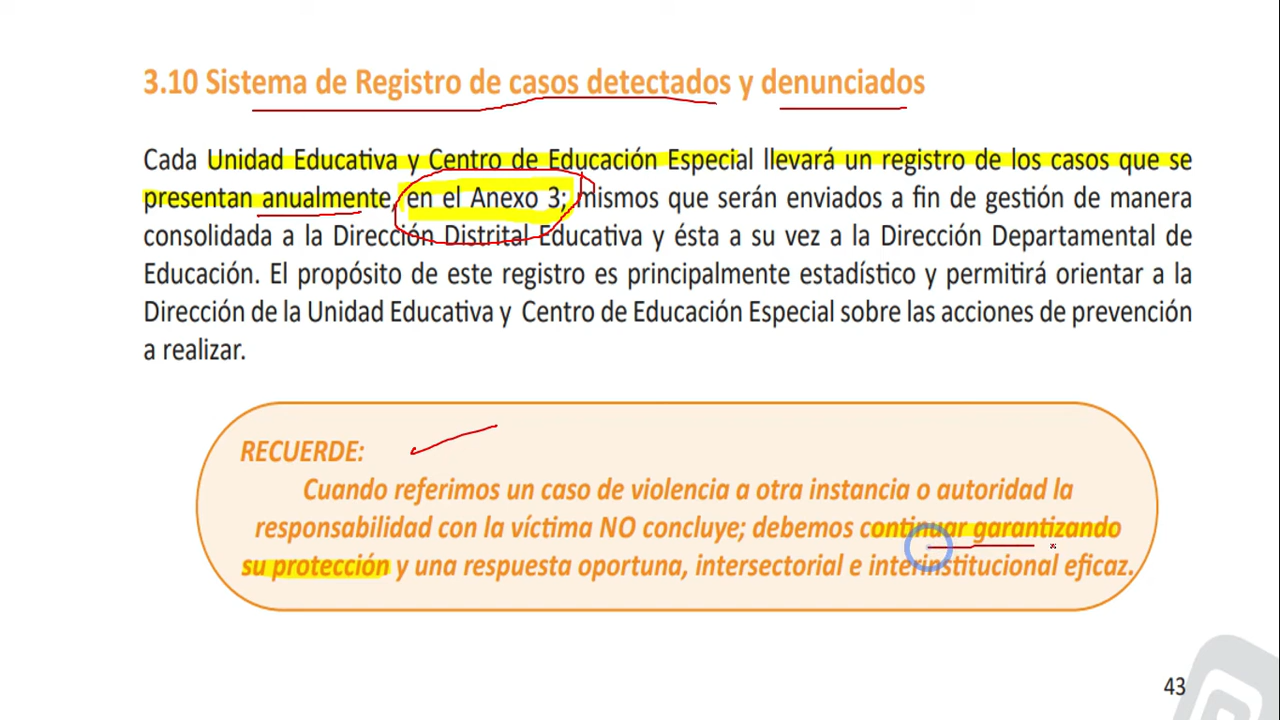 3.10 Sistema de Registro de casos detectados y denunciados
Cada Unidad Educativa y Centro de Educación Especial llevará un registro de los casos que se
presentan anualmente, en el Anexo 3; mismos que serán enviados a fin de gestión de manera
consolidada a la Dirección Distrital Educativa y ésta a su vez a la Dirección Departamental de
Educación. El propósito de este registro es principalmente estadístico y permitirá orientar a la
Dirección de la Unidad Educativa y Centro de Educación Especial sobre las acciones de prevención
a realizar.
RECUERDE:
Cuando referimos un caso de violencia a otra instancia o autoridad la
responsabilidad con la víctima NO concluye; debemos continuar garantizando
su protección y una respuesta oportuna, intersectorial e interinstitucional eficaz.
43